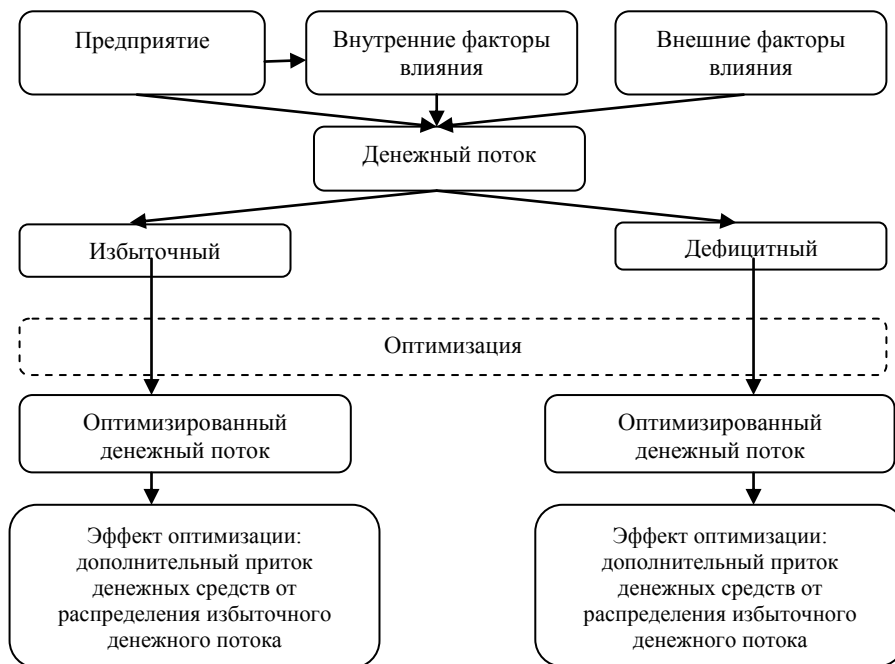 Предприятие
Внутренние факторы
влияния
Внешние факторы
влияния
Денежный поток
Избыточный
Дефицитный
Оптимизация
Оптимизированный
денежный поток
Оптимизированный
денежный поток
Эффект оптимизации:
дополнительный приток
денежных средств от
распределения избыточного
денежного потока
Эффект оптимизации:
дополнительный приток
денежных средств от
распределения избыточного
денежного потока